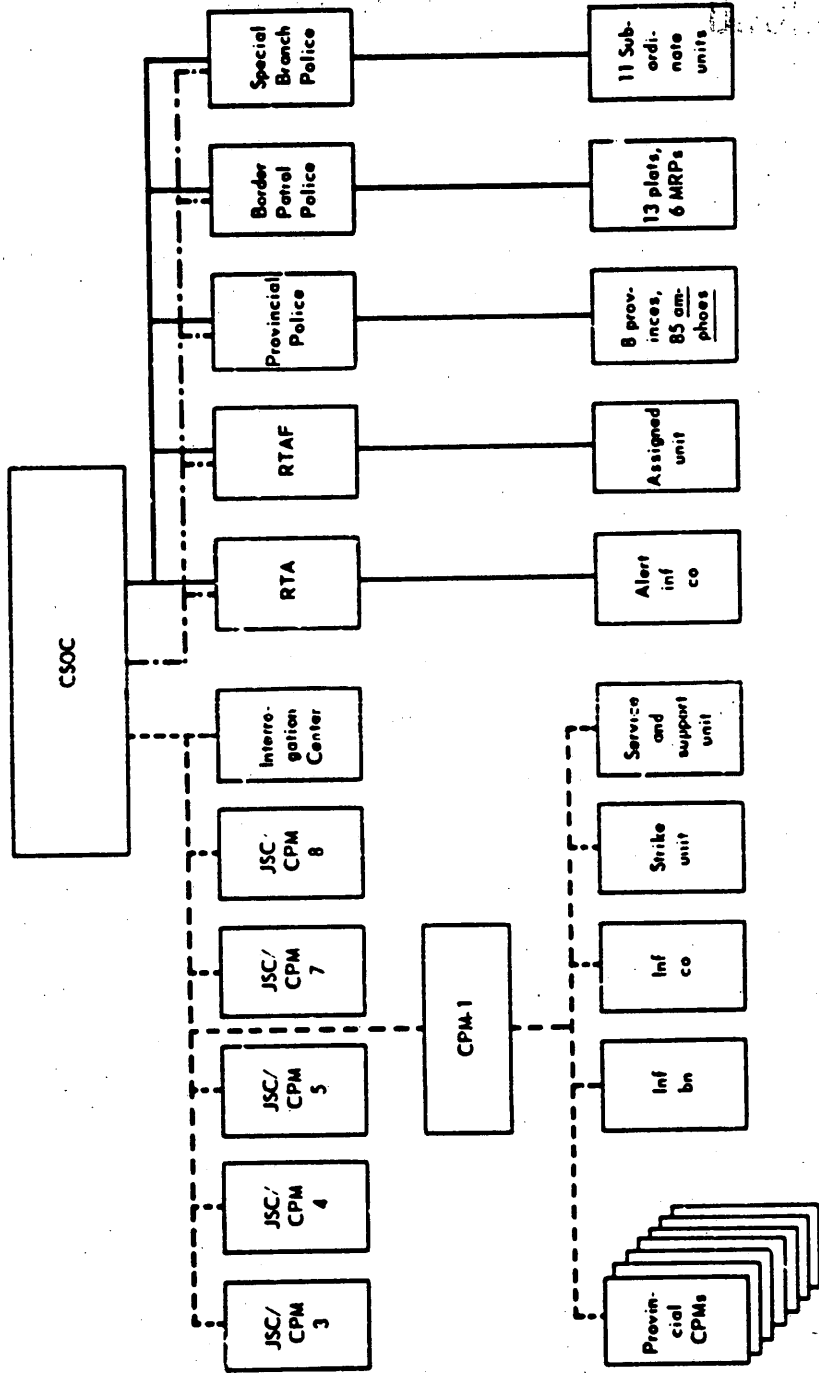 CSOC
JSC/
CPM
3
JSC/
CPM
4
JSC/
CPM
5
JSC/
CPM
7
JSC/
CPM
8
Interro-
gation
Center
RTA
RTAF
Provincial
Police
Border
Patrol
Police
Special
Branch
Police
CPM-1
Provin-
cial
CPMs
Inf
bn
Inf
co
Strike
unit
Service
and
support
unit
Alert
inf
co
Assigned
unit
8 prov-
inces,
85 am-
phoes
13 plats,
6 MRPs
11 Sub-
ordi-
nate
units